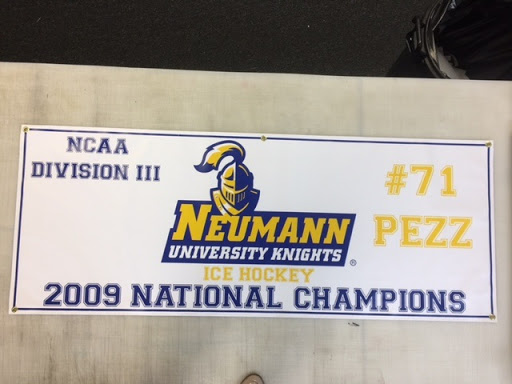 NCAA
DIVISION III
#71
PEZZ
NEUMANN
UNIVERSITY KNIGHTS
®
ICE HOCKEY
2009 NATIONAL CHAMPIONS